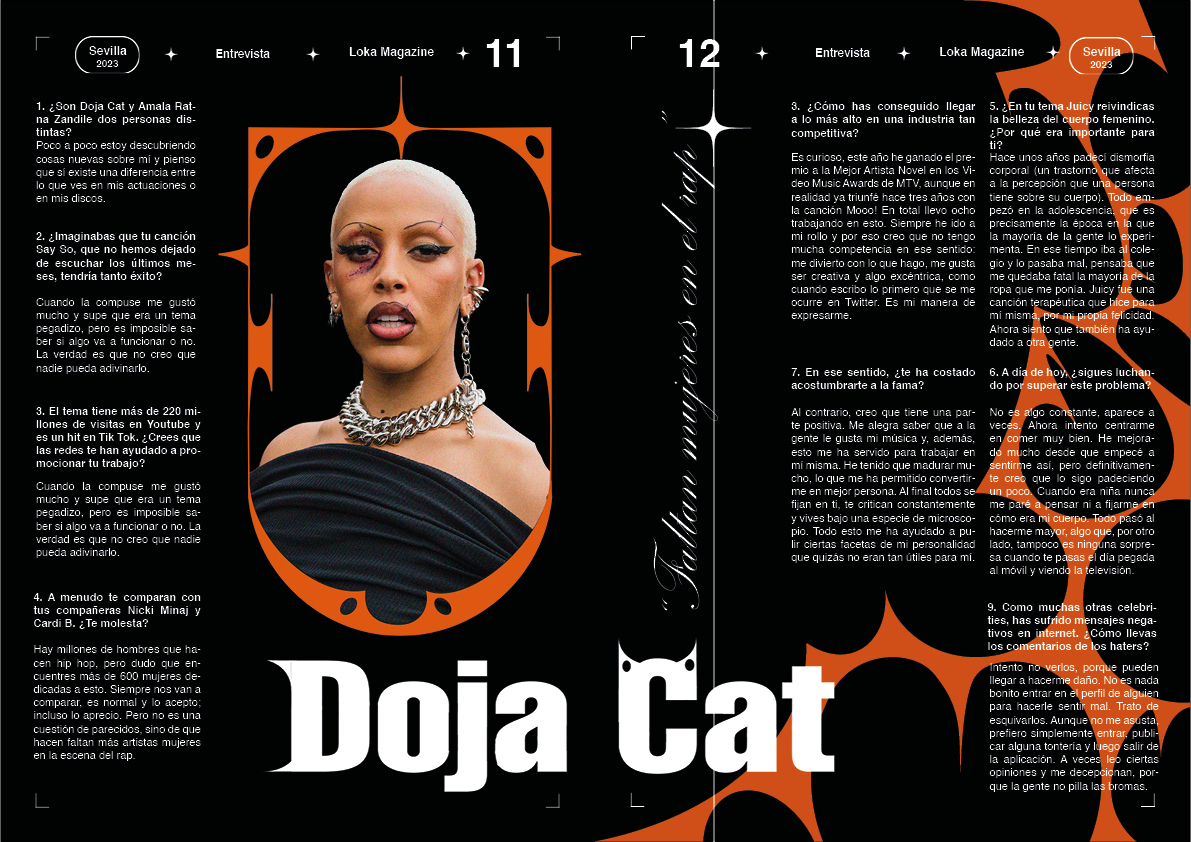 Sevilla
2023
Entrevista
Loka Magazine
11
1. ¿Son Doja Cat y Amala Rat-
na Zandile dos personas dis-
tintas?
Poco a poco estoy descubriendo
cosas nuevas sobre mí y pienso
que sí existe una diferencia entre
lo que ves en mis actuaciones o
en mis discos.
2. ¿Imaginabas que tu canción
Say So, que no hemos dejado
de escuchar los últimos me-
ses, tendría tanto éxito?
Cuando la compuse me gustó
mucho y supe que era un tema
pegadizo, pero es imposible sa-
ber si algo va a funcionar o no.
La verdad es que no creo que
nadie pueda adivinarlo.
3. El tema tiene más de 220 mi-
llones de visitas en Youtube y
es un hit en Tik Tok. ¿Crees que
las redes te han ayudado a pro-
mocionar tu trabajo?
Cuando la compuse me gustó
mucho y supe que era un tema
pegadizo, pero es imposible sa-
ber si algo va a funcionar o no. La
verdad es que no creo que nadie
pueda adivinarlo.
4. A menudo te comparan con
tus compañeras Nicki Minaj y
Cardi B. ¿Te molesta?
Hay millones de hombres que ha-
cen hip hop, pero dudo que en-
cuentres más de 600 mujeres de-
dicadas a esto. Siempre nos van a
comparar, es normal y lo acepto;
incluso lo aprecio. Pero no es una
cuestión de parecidos, sino de que
hacen faltan más artistas mujeres
en la escena del rap.
Doja Cat
12
Entrevista
Loka Magazine
Sevilla
2023
“Faltan mujeres en el rap”
3. ¿Cómo has conseguido llegar
a lo más alto en una industria tan
competitiva?
Es curioso, este año he ganado el pre-
mio a la Mejor Artista Novel en los Vi-
deo Music Awards de MTV, aunque en
realidad ya triunfé hace tres años con
la canción Mooo! En total llevo ocho
trabajando en esto. Siempre he ido a
mi rollo y por eso creo que no tengo
mucha competencia en ese sentido:
me divierto con lo que hago, me gusta
ser creativa y algo excéntrica, como
cuando escribo lo primero que se me
ocurre en Twitter. Es mi manera de
expresarme.
7. En ese sentido, ¿te ha costado
acostumbrarte a la fama?
Al contrario, creo que tiene una par-
te positiva. Me alegra saber que a la
gente le gusta mi música y, además,
esto me ha servido para trabajar en
mí misma. He tenido que madurar mu-
cho, lo que me ha permitido convertir-
me en mejor persona. Al final todos se
fijan en ti, te critican constantemente
y vives bajo una especie de microsco-
pio. Todo esto me ha ayudado a pu-
lir ciertas facetas de mi personalidad
que quizás no eran tan útiles para mí.
5. ¿En tu tema Juicy reivindicas
la belleza del cuerpo femenino.
¿Por qué era importante para
ti?
Hace unos años padecí dismorfia
corporal (un trastorno que afecta
a la percepción que una persona
tiene sobre su cuerpo). Todo em-
pezó en la adolescencia, que es
precisamente la época en la que
la mayoría de la gente lo experi-
menta. En ese tiempo iba al cole-
gio y lo pasaba mal, pensaba que
me quedaba fatal la mayoría de la
ropa que me ponía. Juicy fue una
canción terapéutica que hice para
mí misma, por mi propia felicidad.
Ahora siento que también ha ayu-
dado a otra gente.
6. A día de hoy, ¿sigues luchan-
do por superar este problema?
No es algo constante, aparece a
veces. Ahora intento centrarme
en comer muy bien. He mejora-
do mucho desde que empecé a
sentirme así, pero definitivamen-
te creo que lo sigo padeciendo
un poco. Cuando era niña nunca
me paré a pensar ni a fijarme en
cómo era mi cuerpo. Todo pasó al
hacerme mayor, algo que, por otro
lado, tampoco es ninguna sorpre-
sa cuando te pasas el día pegada
al móvil y viendo la televisión.
9. Como muchas otras celebri-
ties, has sufrido mensajes nega-
tivos en internet. ¿Cómo llevas
los comentarios de los haters?
Intento no verlos, porque pueden
llegar a hacerme daño. No es nada
bonito entrar en el perfil de alguien
para hacerle sentir mal. Trato de
esquivarlos. Aunque no me asusta,
prefiero simplemente entrar, publi-
car alguna tontería y luego salir de
la aplicación. A veces leo ciertas
opiniones y me decepcionan, por-
que la gente no pilla las bromas.